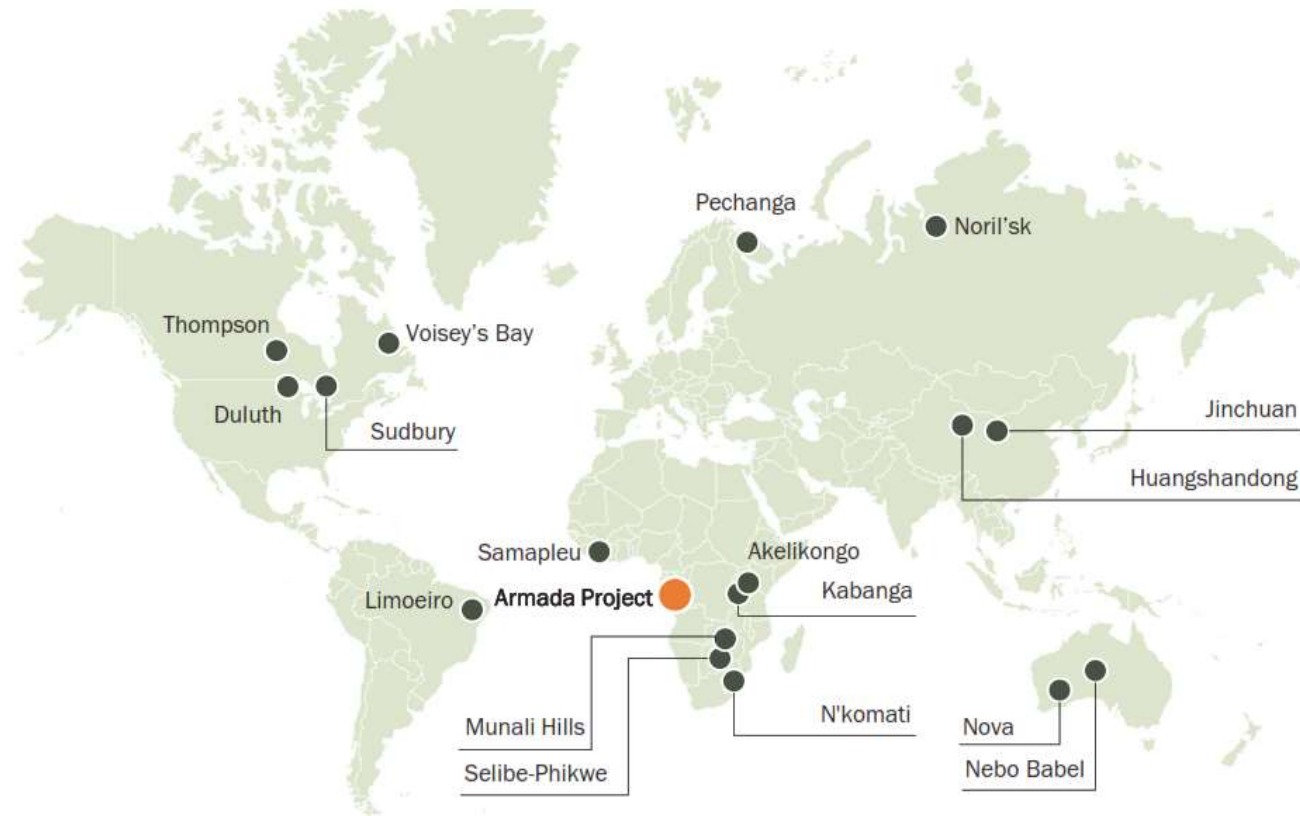 Pechanga
Noril'sk
Thompson
Voisey's Bay
Duluth
Sudbury
Jinchuan
Huangshandong
Samapleu
Akelikongo
Limoeiro
Armada Project
Kabanga
Munali Hills
N'komati
Nova
Selibe-Phikwe
Nebo Babel